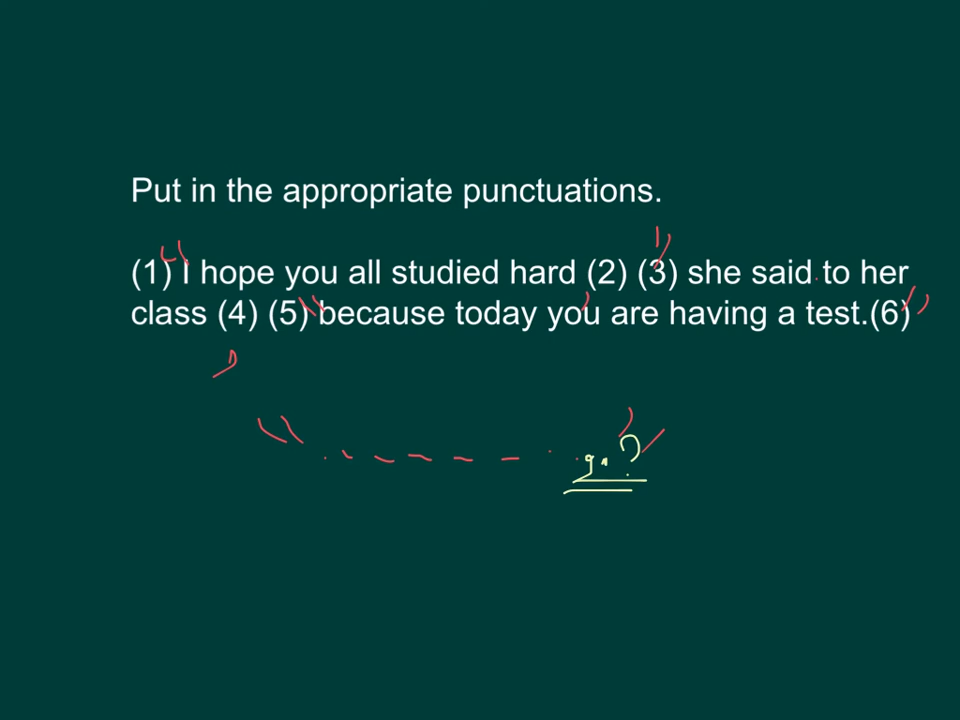 Put in the appropriate punctuations.
(1) I hope you all studied hard (2) (3) she said to her
class (4) (5) because today you are having a test.(6)